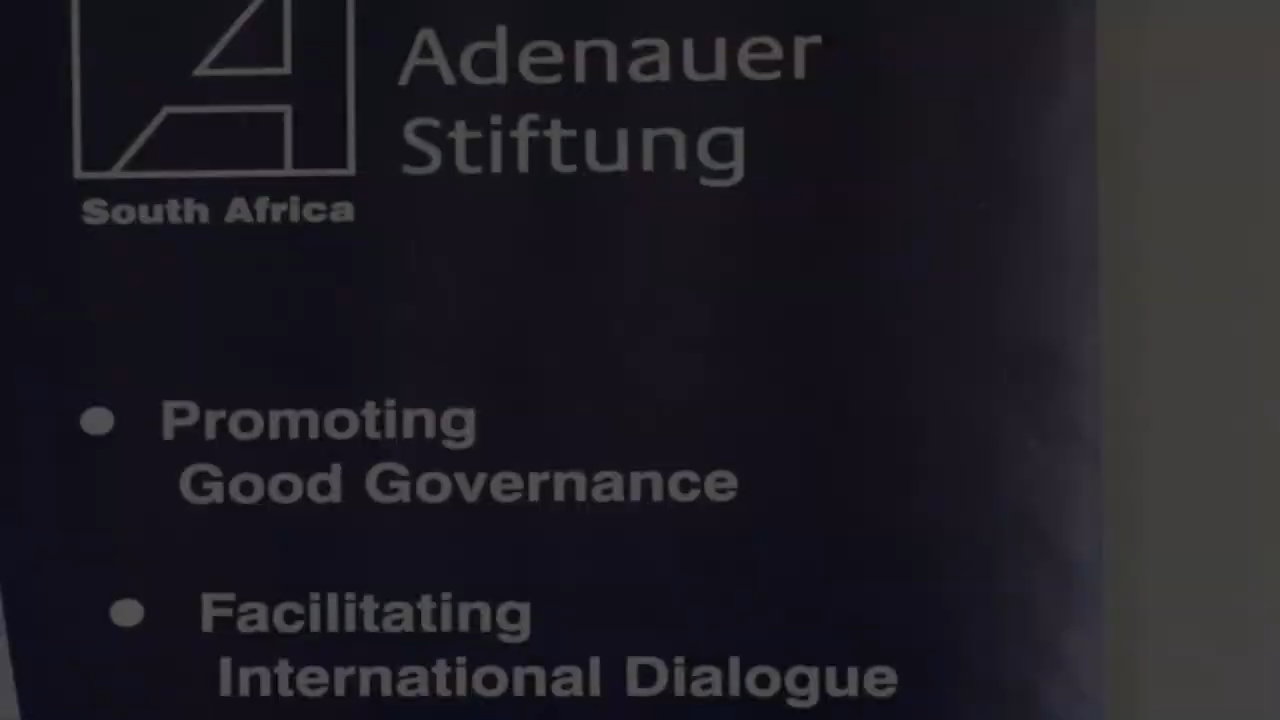 Adenauer
Stiftung
South Africa
● Promoting
Good Governance
● Facilitating
International Dialogue